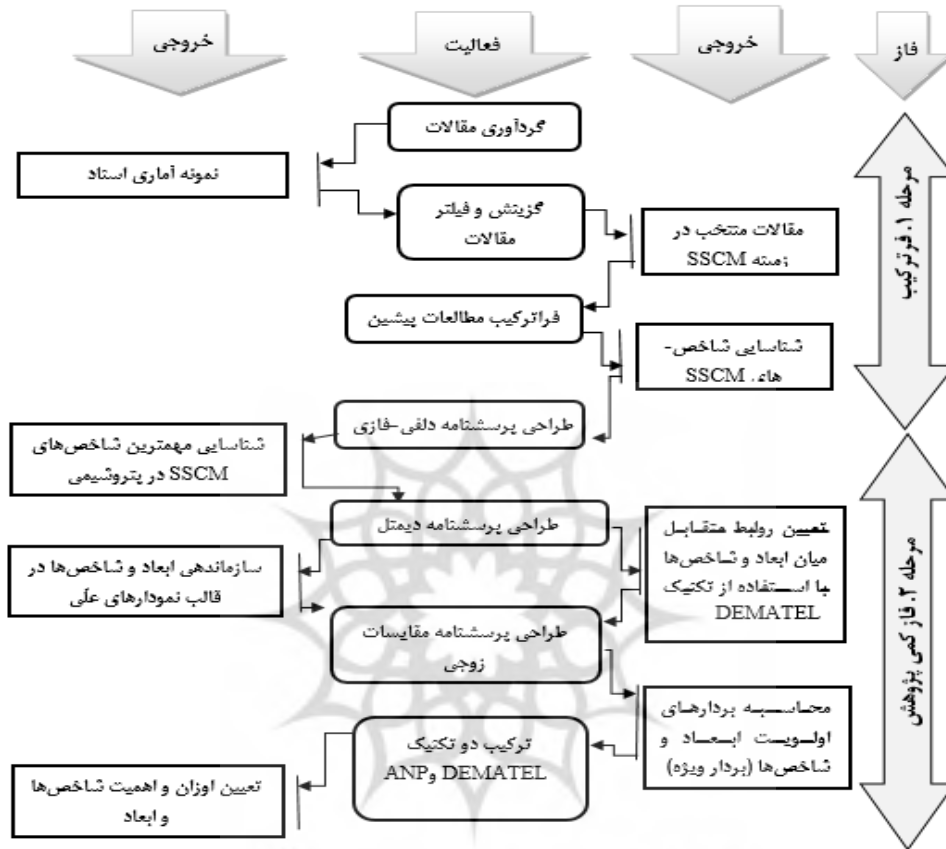 فاز
خروجی
فعالیت
خروجی
مرحله ۱. فرترکیب
گردآوری مقالات
نمونه آماری اسناد
گزینش و فیلتر
مقالات
مقالات منتخب در
زمینه SSCM
فراترکیب مطالعات پیشین
شناسایی شاخص-
های SSCM
مرحله ۲. فاز کمی پژوهش
طراحی پرسشنامه دلفی-فازی
شناسایی مهمترین شاخص‌های
SSCM در پتروشیمی
طراحی پرسشنامه دیمتل
تعیین روابط متقابل
میان ابعاد و شاخص‌ها
با استفاده از تکنیک
DEMATEL
سازماندهی ابعاد و شاخص‌ها در
قالب نمودارهای علّی
طراحی پرسشنامه مقایسات
زوجی
محاسبه بردارهای
اولویت ابعاد و
شاخص‌ها (بردار ویژه)
ترکیب دو تکنیک
DEMATEL وANP
تعیین اوزان و اهمیت شاخص‌ها
و ابعاد